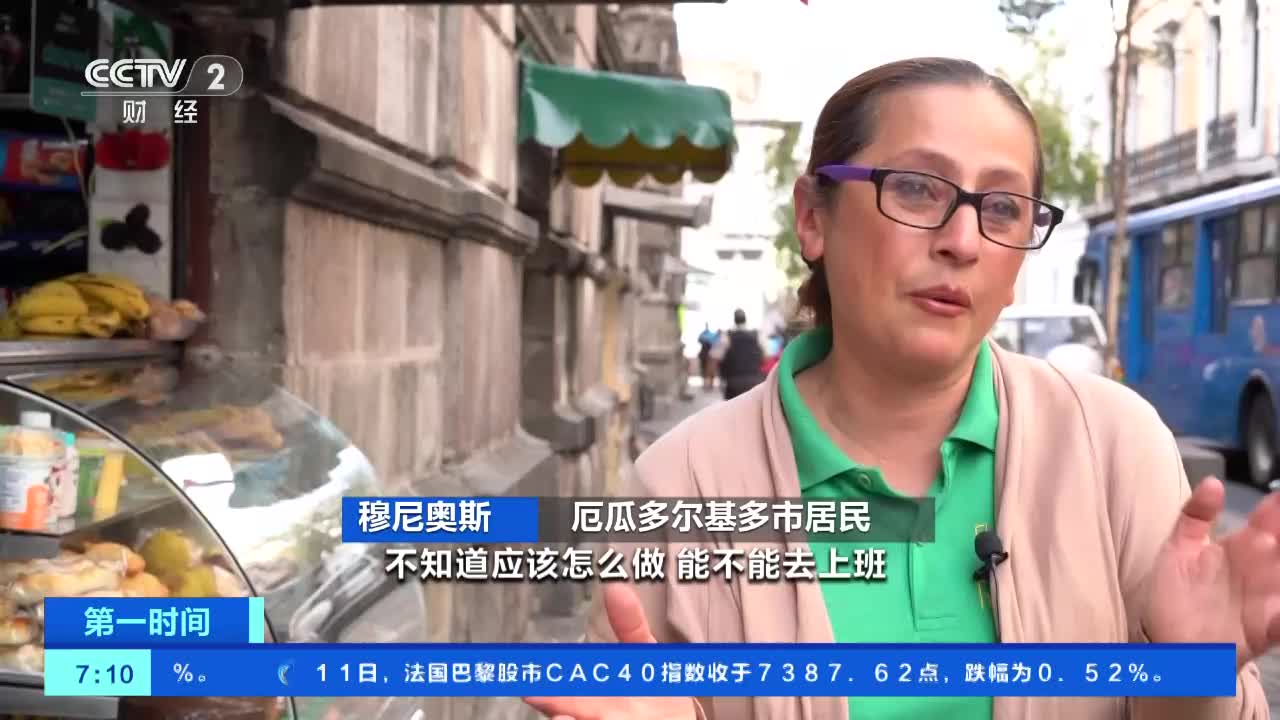 CCTV 2
财 经
穆尼奥斯 厄瓜多尔基多市居民
不知道应该怎么做 能不能去上班
第一时间
7:10 %。 11日，法国巴黎股市CAC40指数收于7387.62点，跌幅为0.52%。